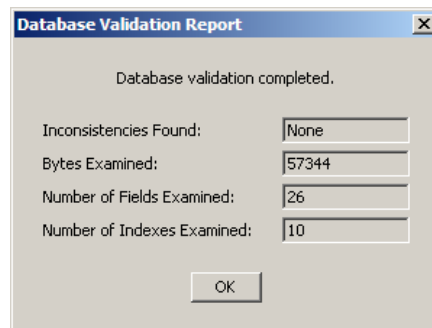 Database Validation Report
Database validation completed.
Inconsistencies Found: None
Bytes Examined: 57344
Number of Fields Examined: 26
Number of Indexes Examined: 10
OK